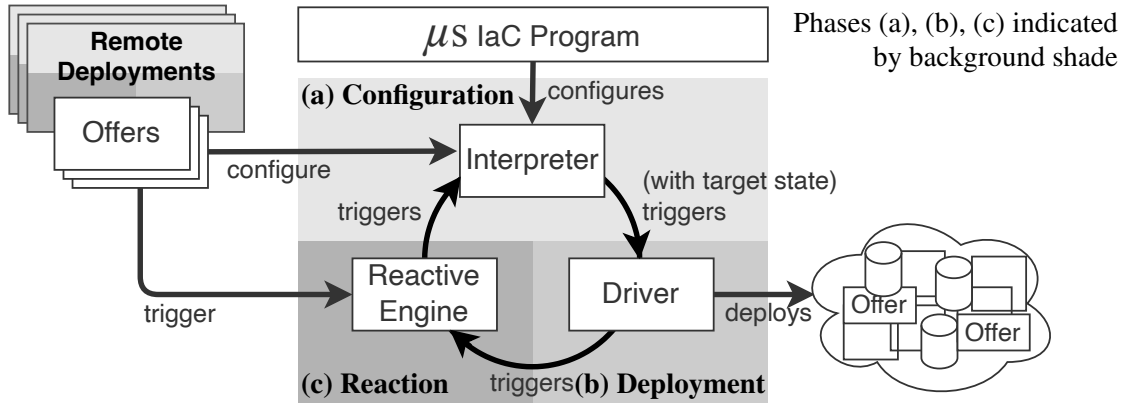 Remote
Deployments
Offers
μs IaC Program
Phases (a), (b), (c) indicated
by background shade
(a) Configuration
configures
Interpreter
configure
(with target state)
triggers
triggers
Reactive
Engine
Driver
trigger
deploys
Offer
Offer
triggers
(c) Reaction
(b) Deployment